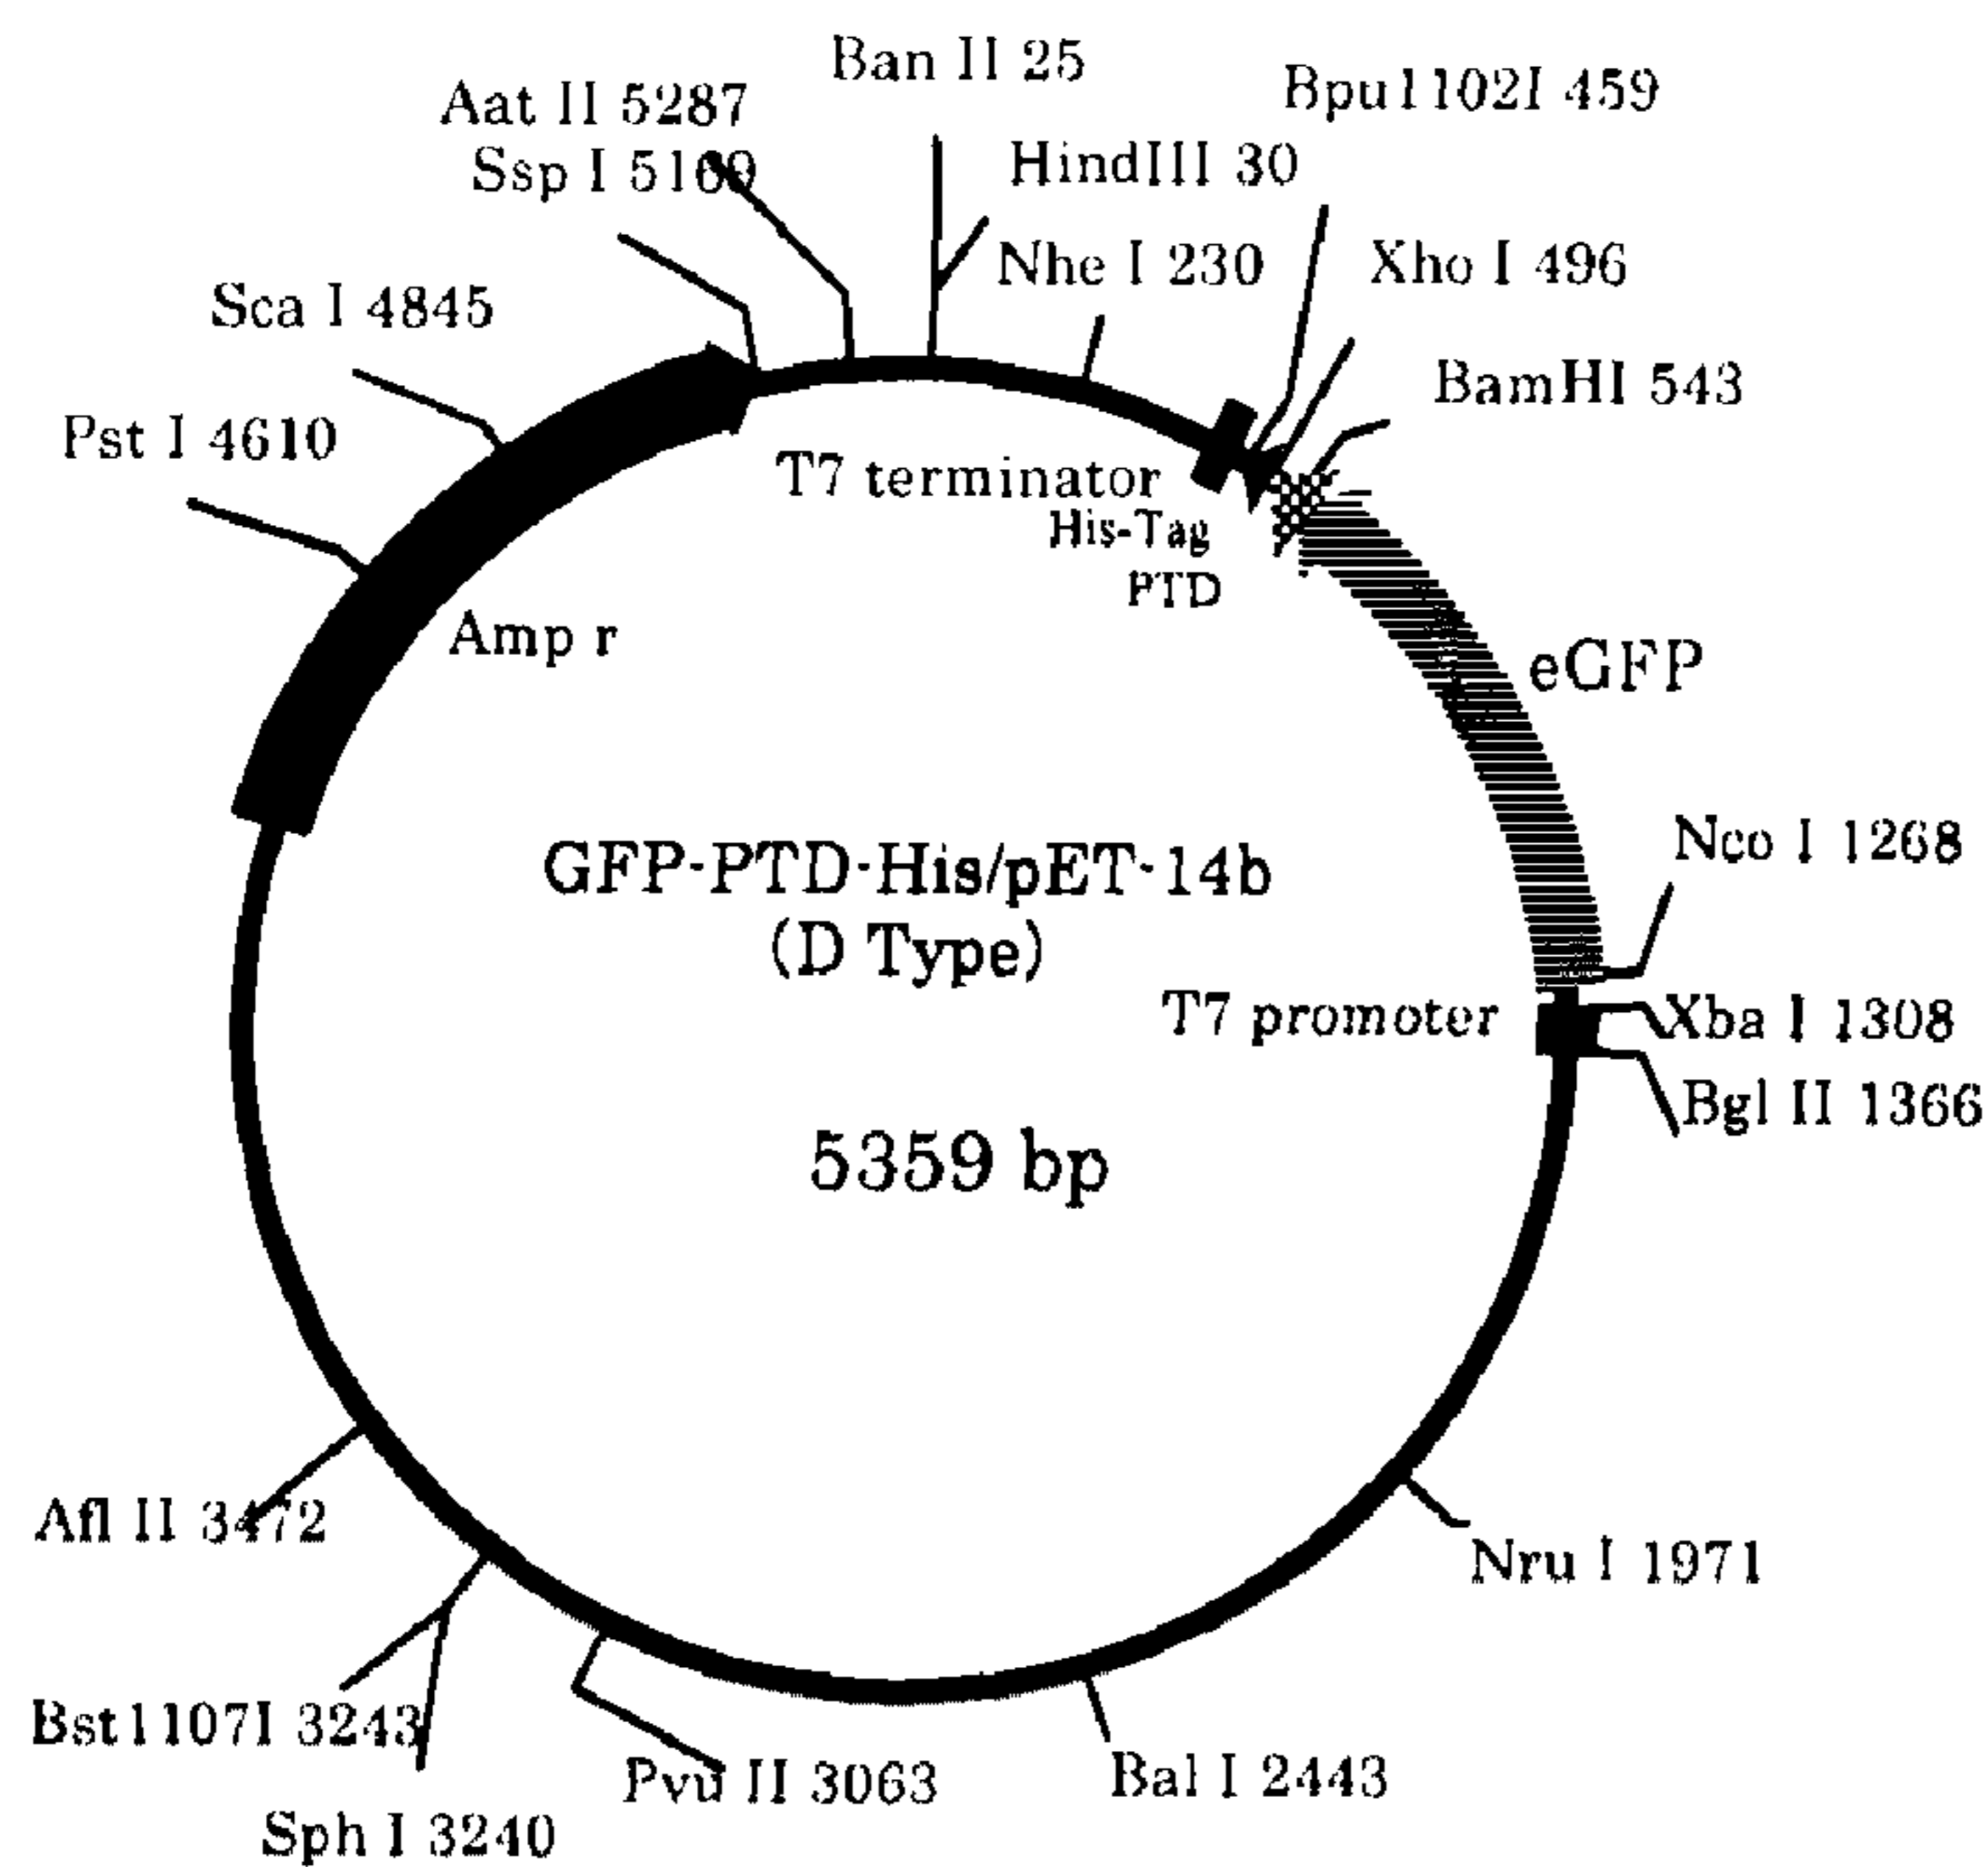 Ban II 25
Bpu1102I 459
Aat II 5287
HindIII 30
Ssp I 5169
Nhe I 230
Xho I 496
Sca I 4845
BamHI 543
Pst I 4610
T7 terminator
His-Tag
PTD
Amp r
eGFP
Nco I 1268
GFP-PTD-His/pET-14b
(D Type)
T7 promoter
Xba I 1308
Bgl II 1366
5359 bp
Afl II 3472
Nru I 1971
Bst1107I 3243
Pvu II 3063
Bal I 2443
Sph I 3240